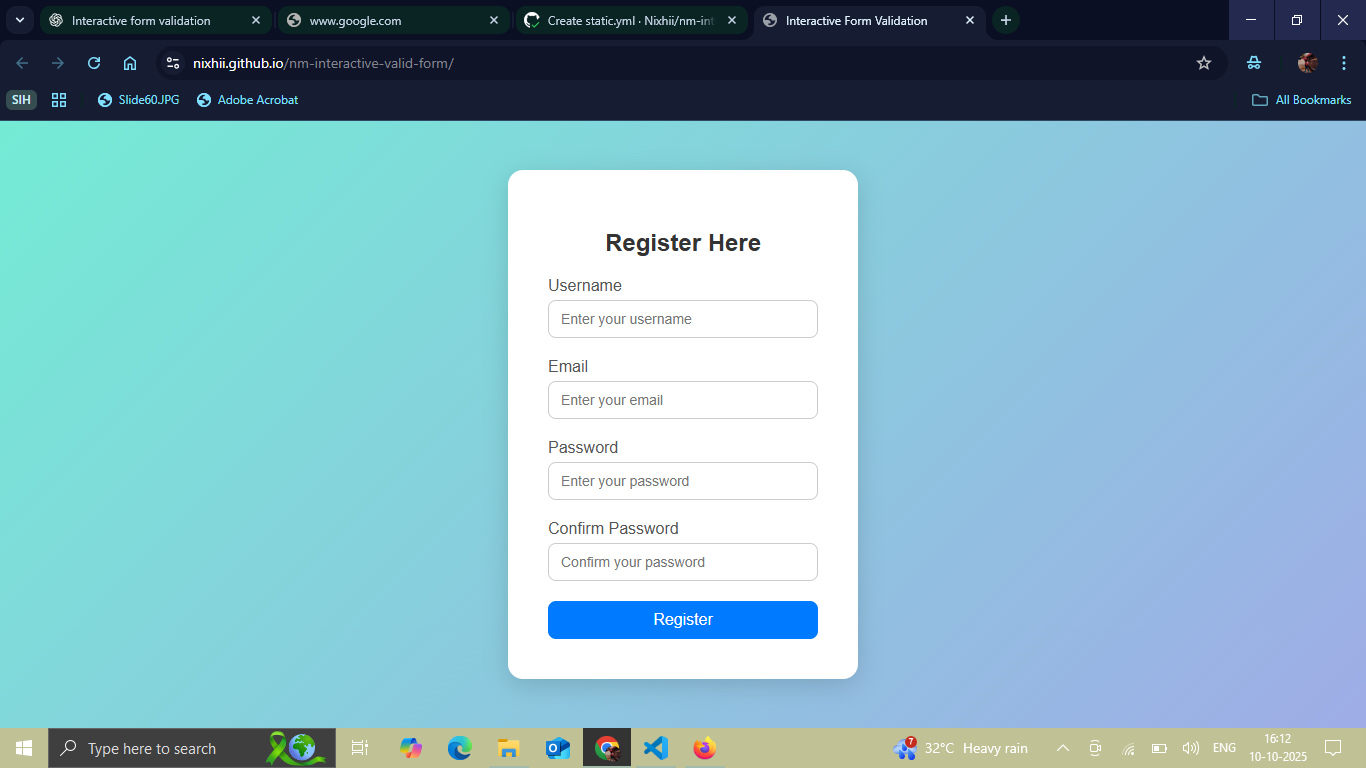 Interactive form validation
www.google.com
Create static.yml · Nixhii/nm-int
Interactive Form Validation
nixhii.github.io/nm-interactive-valid-form/
SIH
Slide60.JPG
Adobe Acrobat
All Bookmarks
Register Here
Username
Enter your username
Email
Enter your email
Password
Enter your password
Confirm Password
Confirm your password
Register
Type here to search
7
32°C Heavy rain
ENG
16:12
10-10-2025